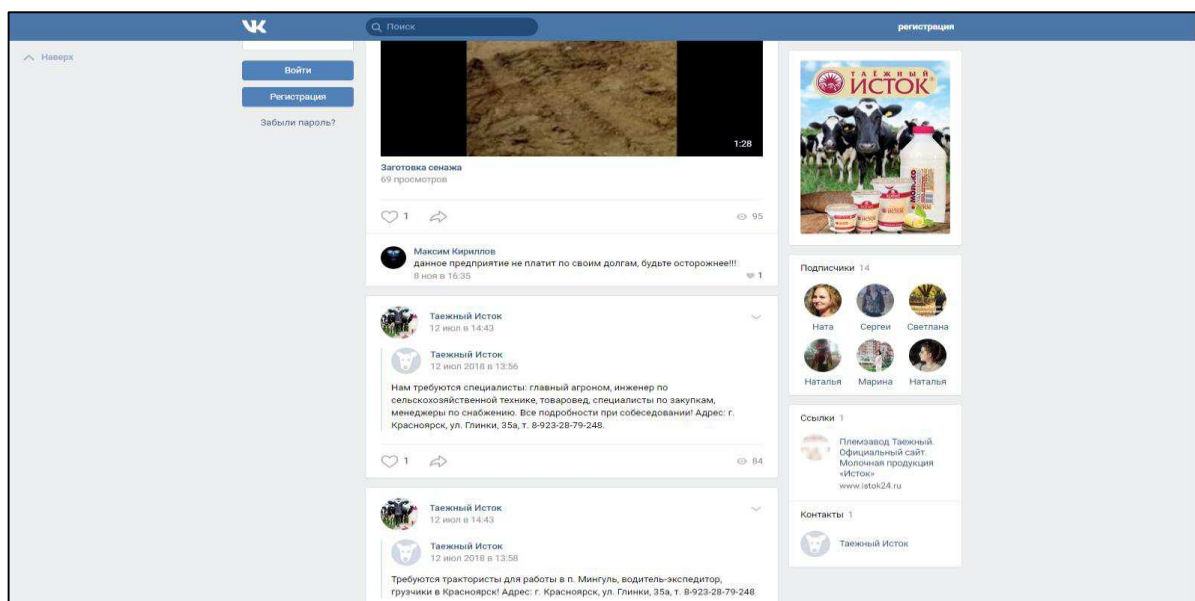 Поиск
регистрация
Наверх
Войти
Регистрация
Забыли пароль?
1:28
Заготовка сенажа
69 просмотров
1
95
Максим Кириллов
данное предприятие не платит по своим долгам, будьте осторожнее!!!
8 ноя в 16:35
1
Таежный Исток
12 июл в 14:43
Таежный Исток
12 июл 2018 в 13:56
Нам требуются специалисты: главный агроном, инженер по
сельскохозяйственной технике, товаровед, специалисты по закупкам,
менеджеры по снабжению. Все подробности при собеседовании! Адрес: г.
Красноярск, ул. Глинки, 35а, т. 8-923-28-79-248.
1
84
Таежный Исток
12 июл в 14:43
Таежный Исток
12 июл 2018 в 13:58
Требуются трактористы для работы в п. Мингуль, водитель-экспедитор,
грузчики в Красноярск! Адрес: г. Красноярск, ул. Глинки, 35а, т. 8-923-28-79-248
ТАЁЖНЫЙ
ИСТОК
МОЛОКО
ИСТОК
Подписчики 14
Ната Сергей Светлана
Наталья Марина Наталья
Ссылки 1
Племзавод Таежный.
Официальный сайт.
Молочная продукция
«Исток»
www.istok24.ru
Контакты 1
Таежный Исток